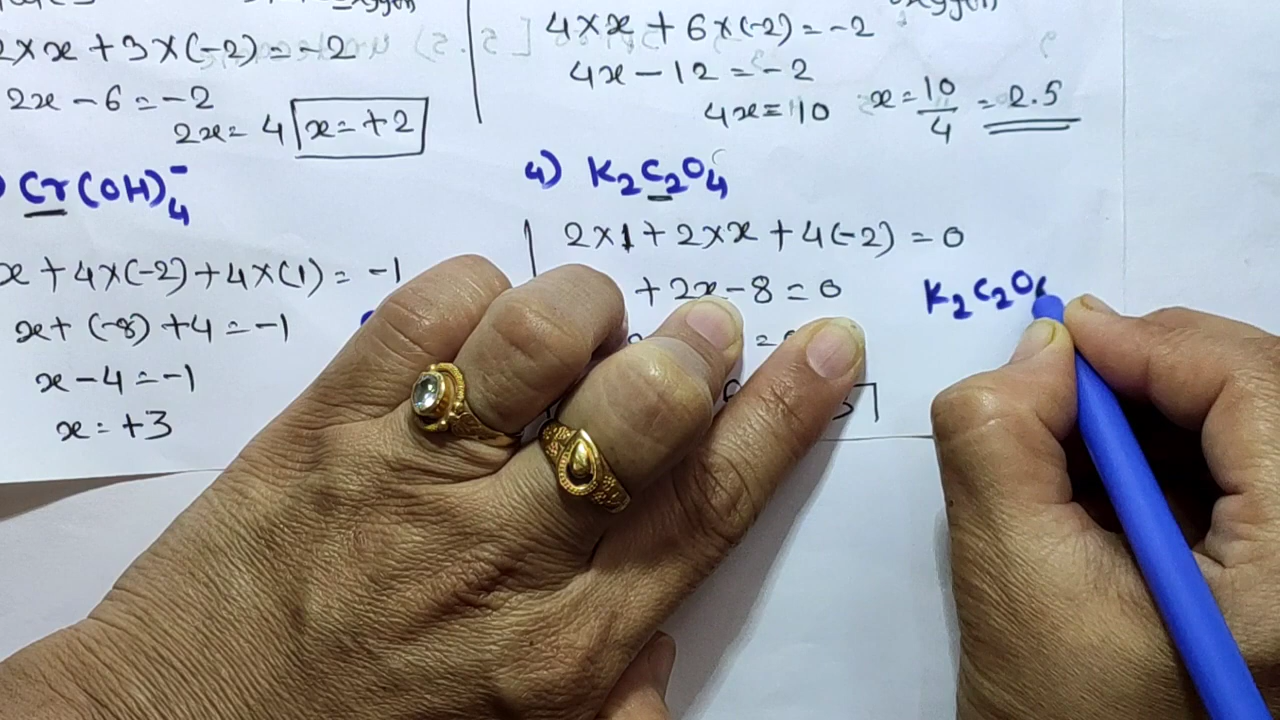 2×x + 3×(-2) = -2
2x - 6 = -2
2x = 4 x = +2
4×x + 6×(-2) = -2
4x - 12 = -2
4x = 10 x = 10/4 = 2.5
Cr(OH)₄⁻
x + 4×(-2) + 4×(1) = -1
x + (-8) + 4 = -1
x - 4 = -1
x = +3
4) K₂C₂O₄
2×1 + 2×x + 4(-2) = 0
+ 2x - 8 = 0
K₂C₂O